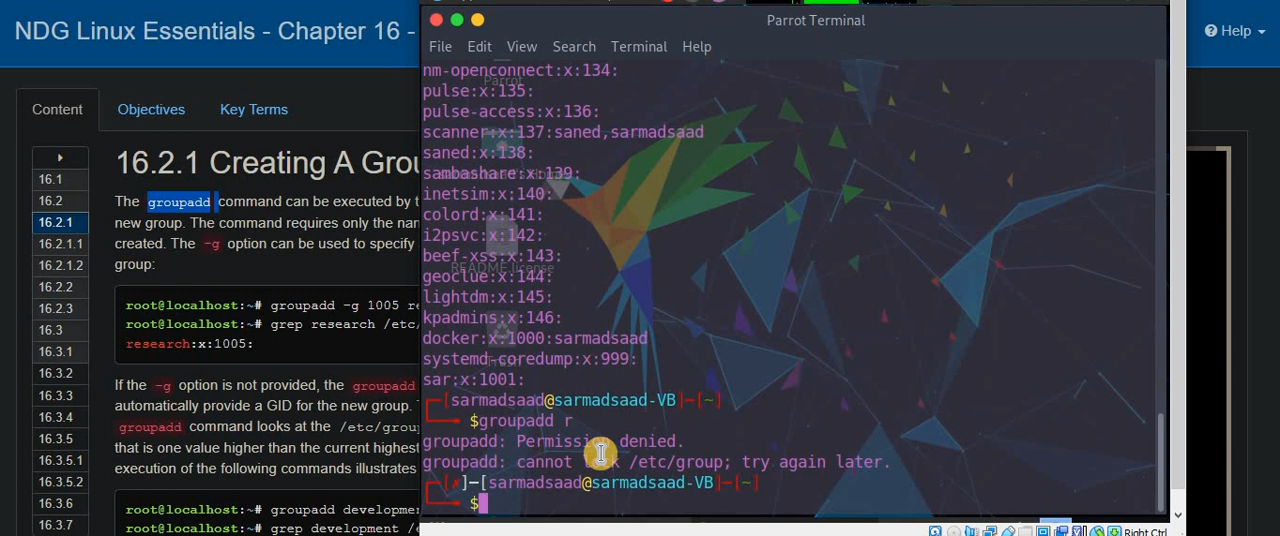 NDG Linux Essentials - Chapter 16 -
Help
Content
Objectives
Key Terms
16.1
16.2
16.2.1
16.2.1.1
16.2.1.2
16.2.2
16.2.3
16.3
16.3.1
16.3.2
16.3.3
16.3.4
16.3.5
16.3.5.1
16.3.5.2
16.3.6
16.3.7
16.2.1 Creating A Grou
The groupadd command can be executed by t
new group. The command requires only the nam
created. The -g option can be used to specify
group:
root@localhost:~# groupadd -g 1005 re
root@localhost:~# grep research /etc/
research:x:1005:
If the -g option is not provided, the groupadd
automatically provide a GID for the new group. T
groupadd command looks at the /etc/grou
that is one value higher than the current highest
execution of the following commands illustrates
root@localhost:~# groupadd developmen
root@localhost:~# grep development /e
Parrot Terminal
File Edit View Search Terminal Help
nm-openconnect:x:134:
Parrot
pulse:x:135:
pulse-access:x:136:
scanner:x:137:saned,sarmadsaad
saned:x:138:
sambashare:x:139:
inetsim:x:140:
colord:x:141:
i2psvc:x:142:
beef-xss:x:143:
README.license
geoclue:x:144:
lightdm:x:145:
kpadmins:x:146:
docker:x:1000:sarmadsaad
Trash
systemd-coredump:x:999:
sar:x:1001:
[sarmadsaad@sarmadsaad-VB]-[~]
$groupadd r
groupadd: Permission denied.
groupadd: cannot lock /etc/group; try again later.
[✗]-[sarmadsaad@sarmadsaad-VB]-[~]
$
Right Ctrl